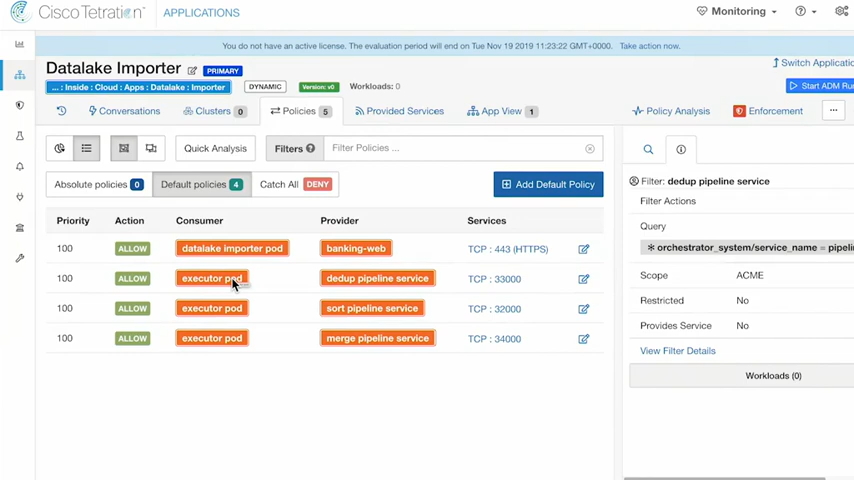 Cisco Tetration™ APPLICATIONS Monitoring
You do not have an active license. The evaluation period will end on Tue Nov 19 2019 11:23:22 GMT+0000. Take action now.
Datalake Importer PRIMARY Switch Applicatio
... : Inside : Cloud : Apps : Datalake : Importer DYNAMIC Version: v0 Workloads: 0 Start ADM Run
Conversations Clusters 0 Policies 5 Provided Services App View 1 Policy Analysis Enforcement ...
Quick Analysis Filters Filter Policies ...
Absolute policies 0 Default policies 4 Catch All DENY Add Default Policy
Priority Action Consumer Provider Services
100 ALLOW datalake importer pod banking-web TCP : 443 (HTTPS)
100 ALLOW executor pod dedup pipeline service TCP : 33000
100 ALLOW executor pod sort pipeline service TCP : 32000
100 ALLOW executor pod merge pipeline service TCP : 34000
Filter: dedup pipeline service
Filter Actions
Query
* orchestrator_system/service_name = pipelin
Scope ACME
Restricted No
Provides Service No
View Filter Details
Workloads (0)